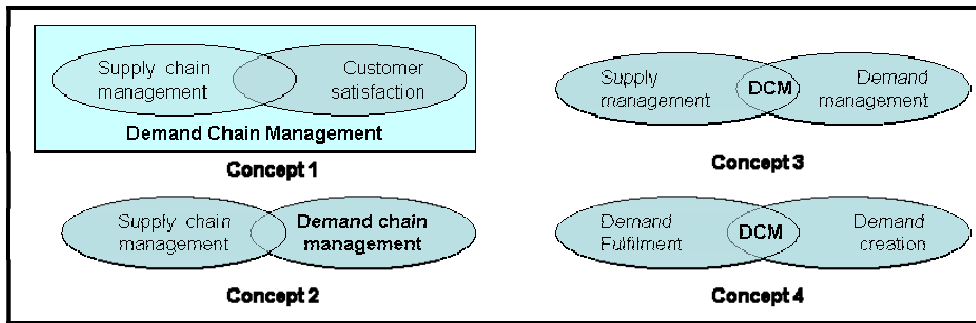 Supply chain
management
Customer
satisfaction
Demand Chain Management
Concept 1
Supply chain
management
Demand chain
management
Concept 2
Supply
management
DCM
Demand
management
Concept 3
Demand
Fulfilment
DCM
Demand
creation
Concept 4